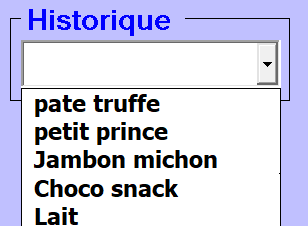 Historique
pate truffe
petit prince
Jambon michon
Choco snack
Lait